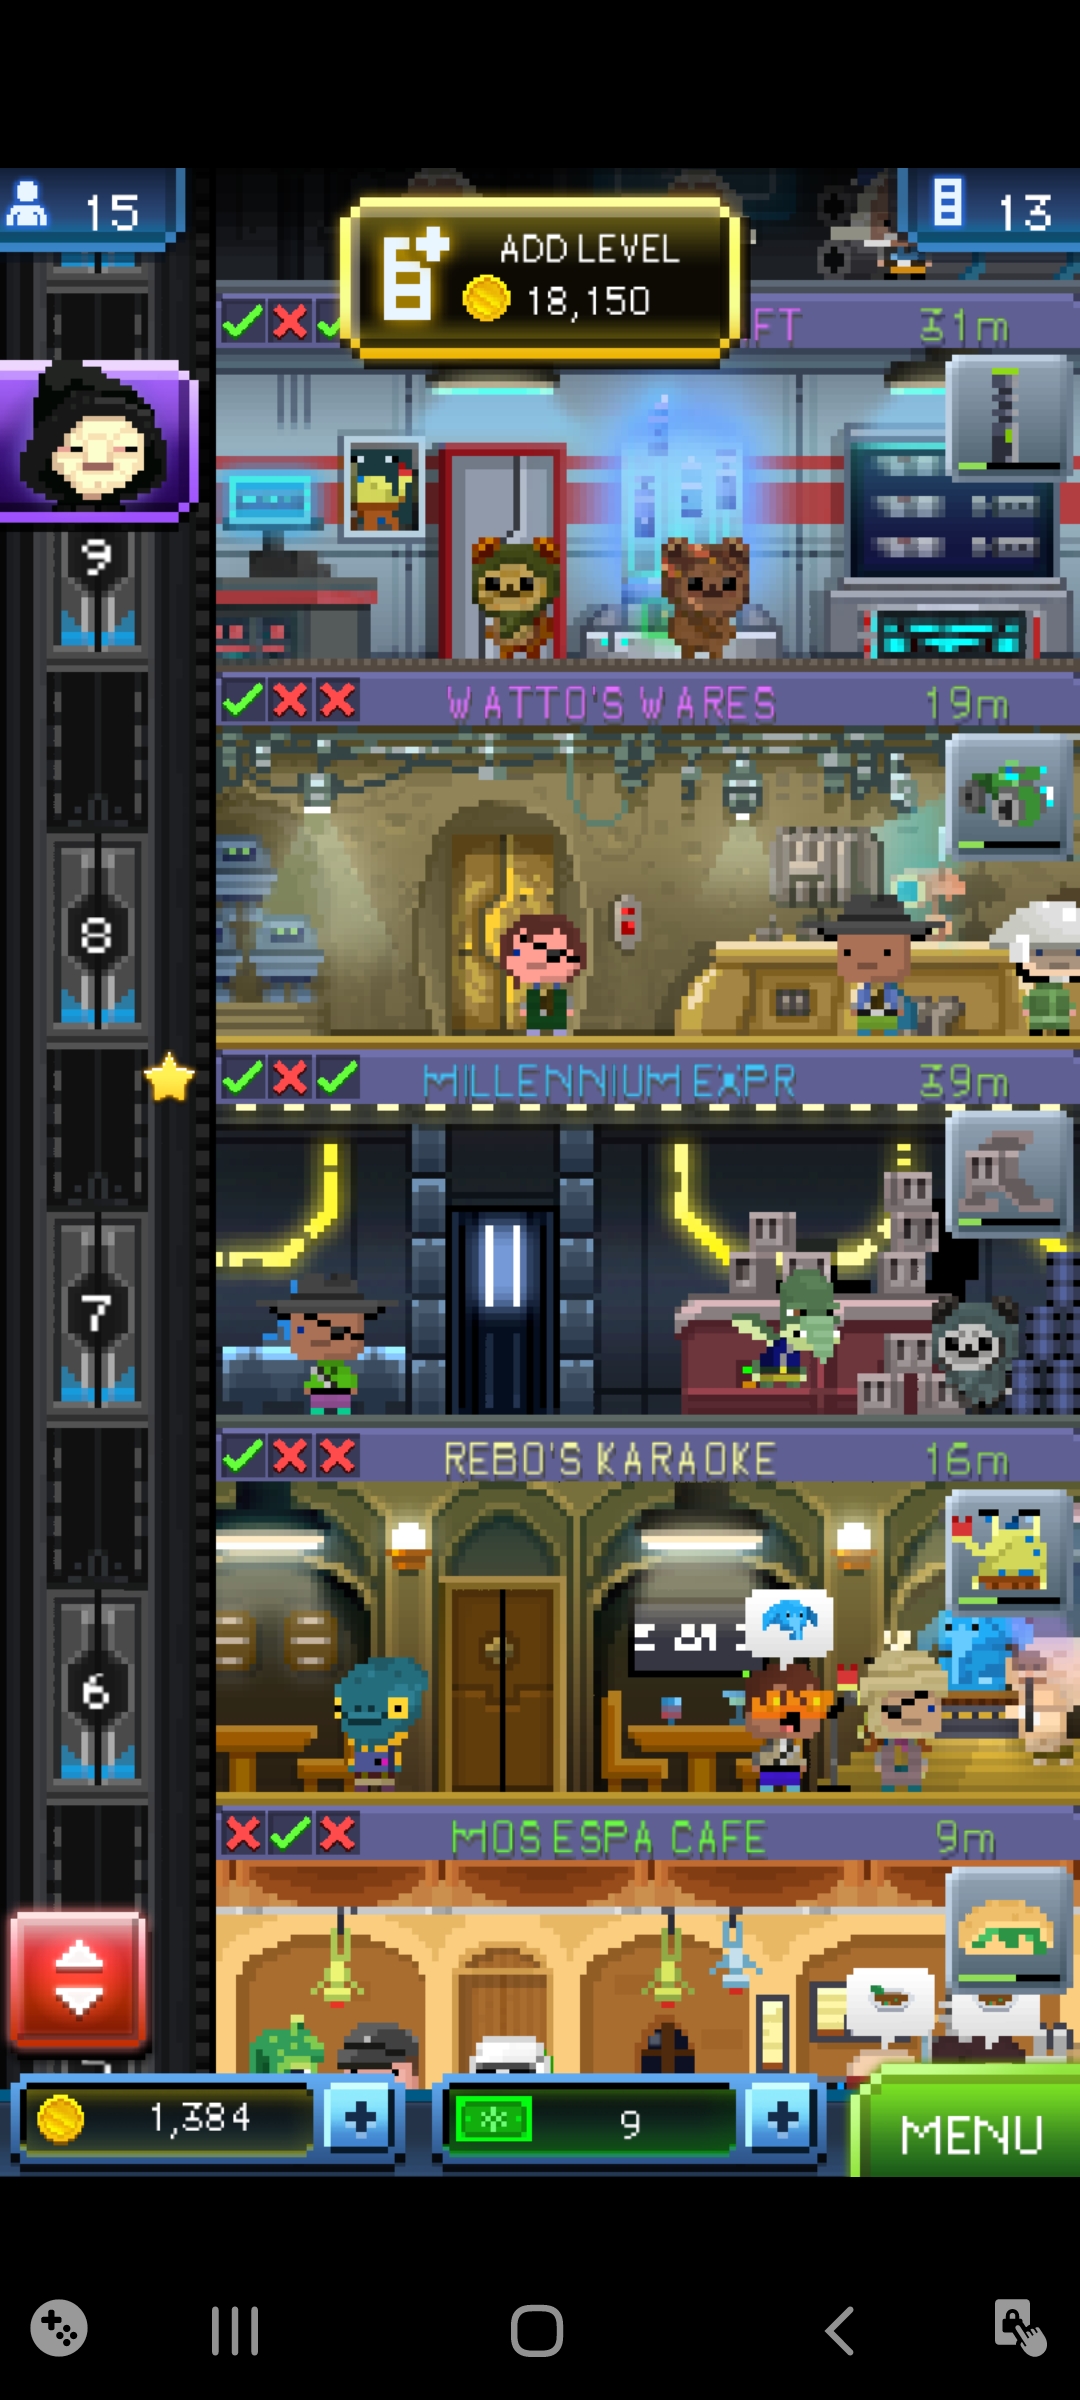 15
13
ADD LEVEL
18,150
FT
31m
9
WATTO'S WARES
19m
8
MILLENNIUM EXPR
39m
7
REBO'S KARAOKE
16m
6
MOS ESPA CAFE
9m
1,384
9
MENU